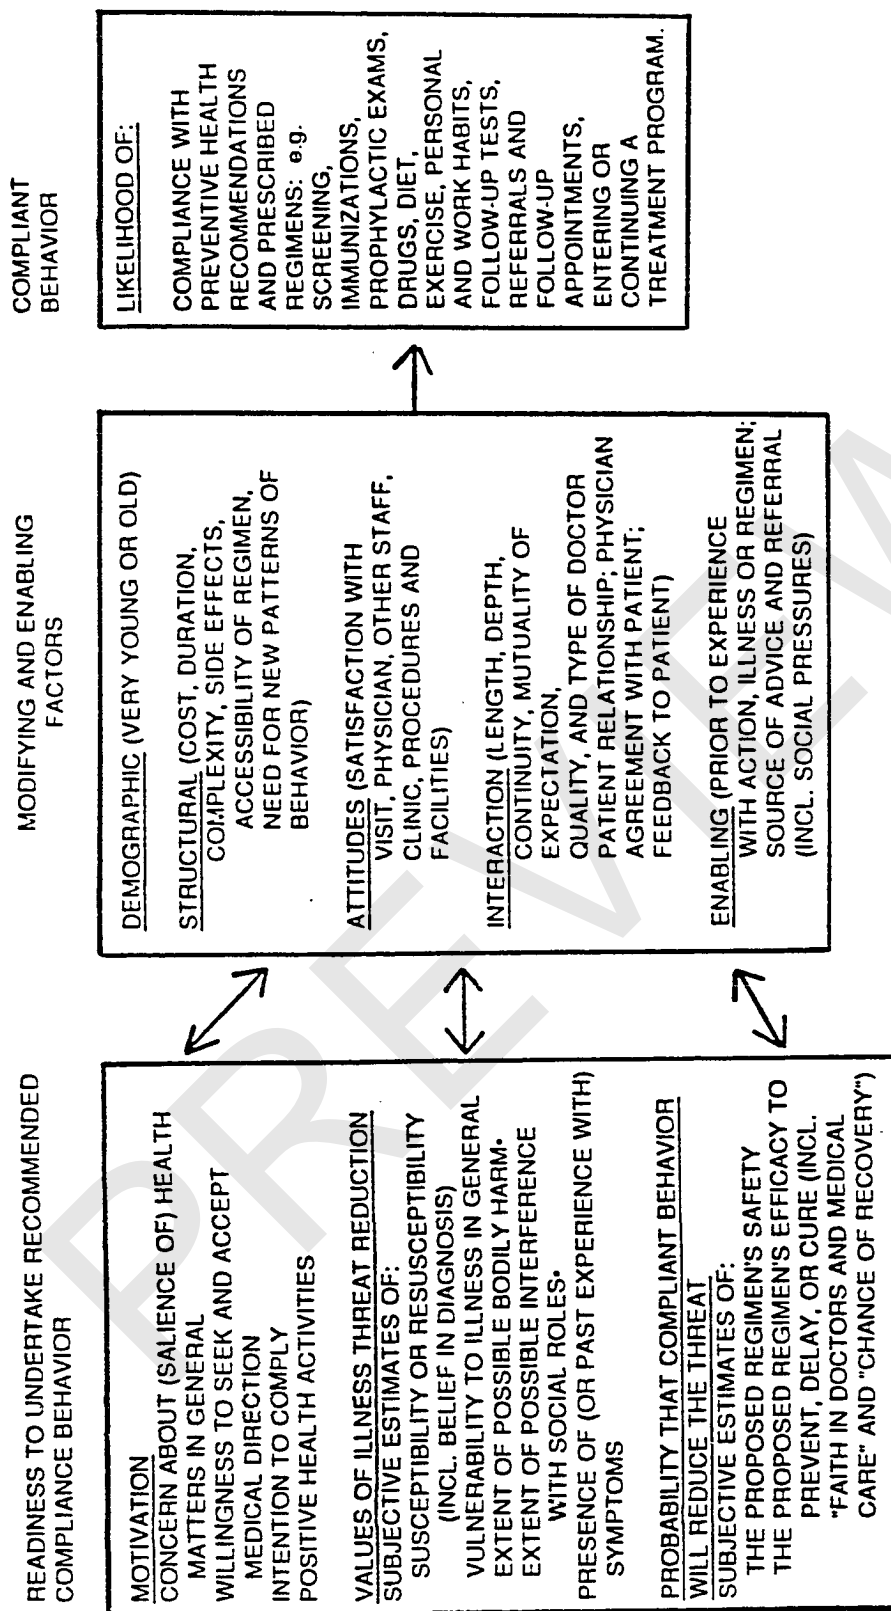 READINESS TO UNDERTAKE RECOMMENDED
COMPLIANCE BEHAVIOR
MOTIVATION
CONCERN ABOUT (SALIENCE OF) HEALTH
MATTERS IN GENERAL
WILLINGNESS TO SEEK AND ACCEPT
MEDICAL DIRECTION
INTENTION TO COMPLY
POSITIVE HEALTH ACTIVITIES
VALUES OF ILLNESS THREAT REDUCTION
SUBJECTIVE ESTIMATES OF:
SUSCEPTIBILITY OR RESUSCEPTIBILITY
(INCL. BELIEF IN DIAGNOSIS)
VULNERABILITY TO ILLNESS IN GENERAL
EXTENT OF POSSIBLE BODILY HARM•
EXTENT OF POSSIBLE INTERFERENCE
WITH SOCIAL ROLES•
PRESENCE OF (OR PAST EXPERIENCE WITH)
SYMPTOMS
PROBABILITY THAT COMPLIANT BEHAVIOR
WILL REDUCE THE THREAT
SUBJECTIVE ESTIMATES OF:
THE PROPOSED REGIMEN'S SAFETY
THE PROPOSED REGIMEN'S EFFICACY TO
PREVENT, DELAY, OR CURE (INCL.
"FAITH IN DOCTORS AND MEDICAL
CARE" AND "CHANCE OF RECOVERY")
MODIFYING AND ENABLING
FACTORS
DEMOGRAPHIC (VERY YOUNG OR OLD)
STRUCTURAL (COST, DURATION,
COMPLEXITY, SIDE EFFECTS,
ACCESSIBILITY OF REGIMEN,
NEED FOR NEW PATTERNS OF
BEHAVIOR)
ATTITUDES (SATISFACTION WITH
VISIT, PHYSICIAN, OTHER STAFF,
CLINIC, PROCEDURES AND
FACILITIES)
INTERACTION (LENGTH, DEPTH,
CONTINUITY, MUTUALITY OF
EXPECTATION,
QUALITY, AND TYPE OF DOCTOR
PATIENT RELATIONSHIP; PHYSICIAN
AGREEMENT WITH PATIENT;
FEEDBACK TO PATIENT)
ENABLING (PRIOR TO EXPERIENCE
WITH ACTION, ILLNESS OR REGIMEN;
SOURCE OF ADVICE AND REFERRAL
(INCL. SOCIAL PRESSURES)
COMPLIANT
BEHAVIOR
LIKELIHOOD OF:
COMPLIANCE WITH
PREVENTIVE HEALTH
RECOMMENDATIONS
AND PRESCRIBED
REGIMENS: e.g.
SCREENING,
IMMUNIZATIONS,
PROPHYLACTIC EXAMS,
DRUGS, DIET,
EXERCISE, PERSONAL
AND WORK HABITS,
FOLLOW-UP TESTS,
REFERRALS AND
FOLLOW-UP
APPOINTMENTS,
ENTERING OR
CONTINUING A
TREATMENT PROGRAM.
PREVIEW